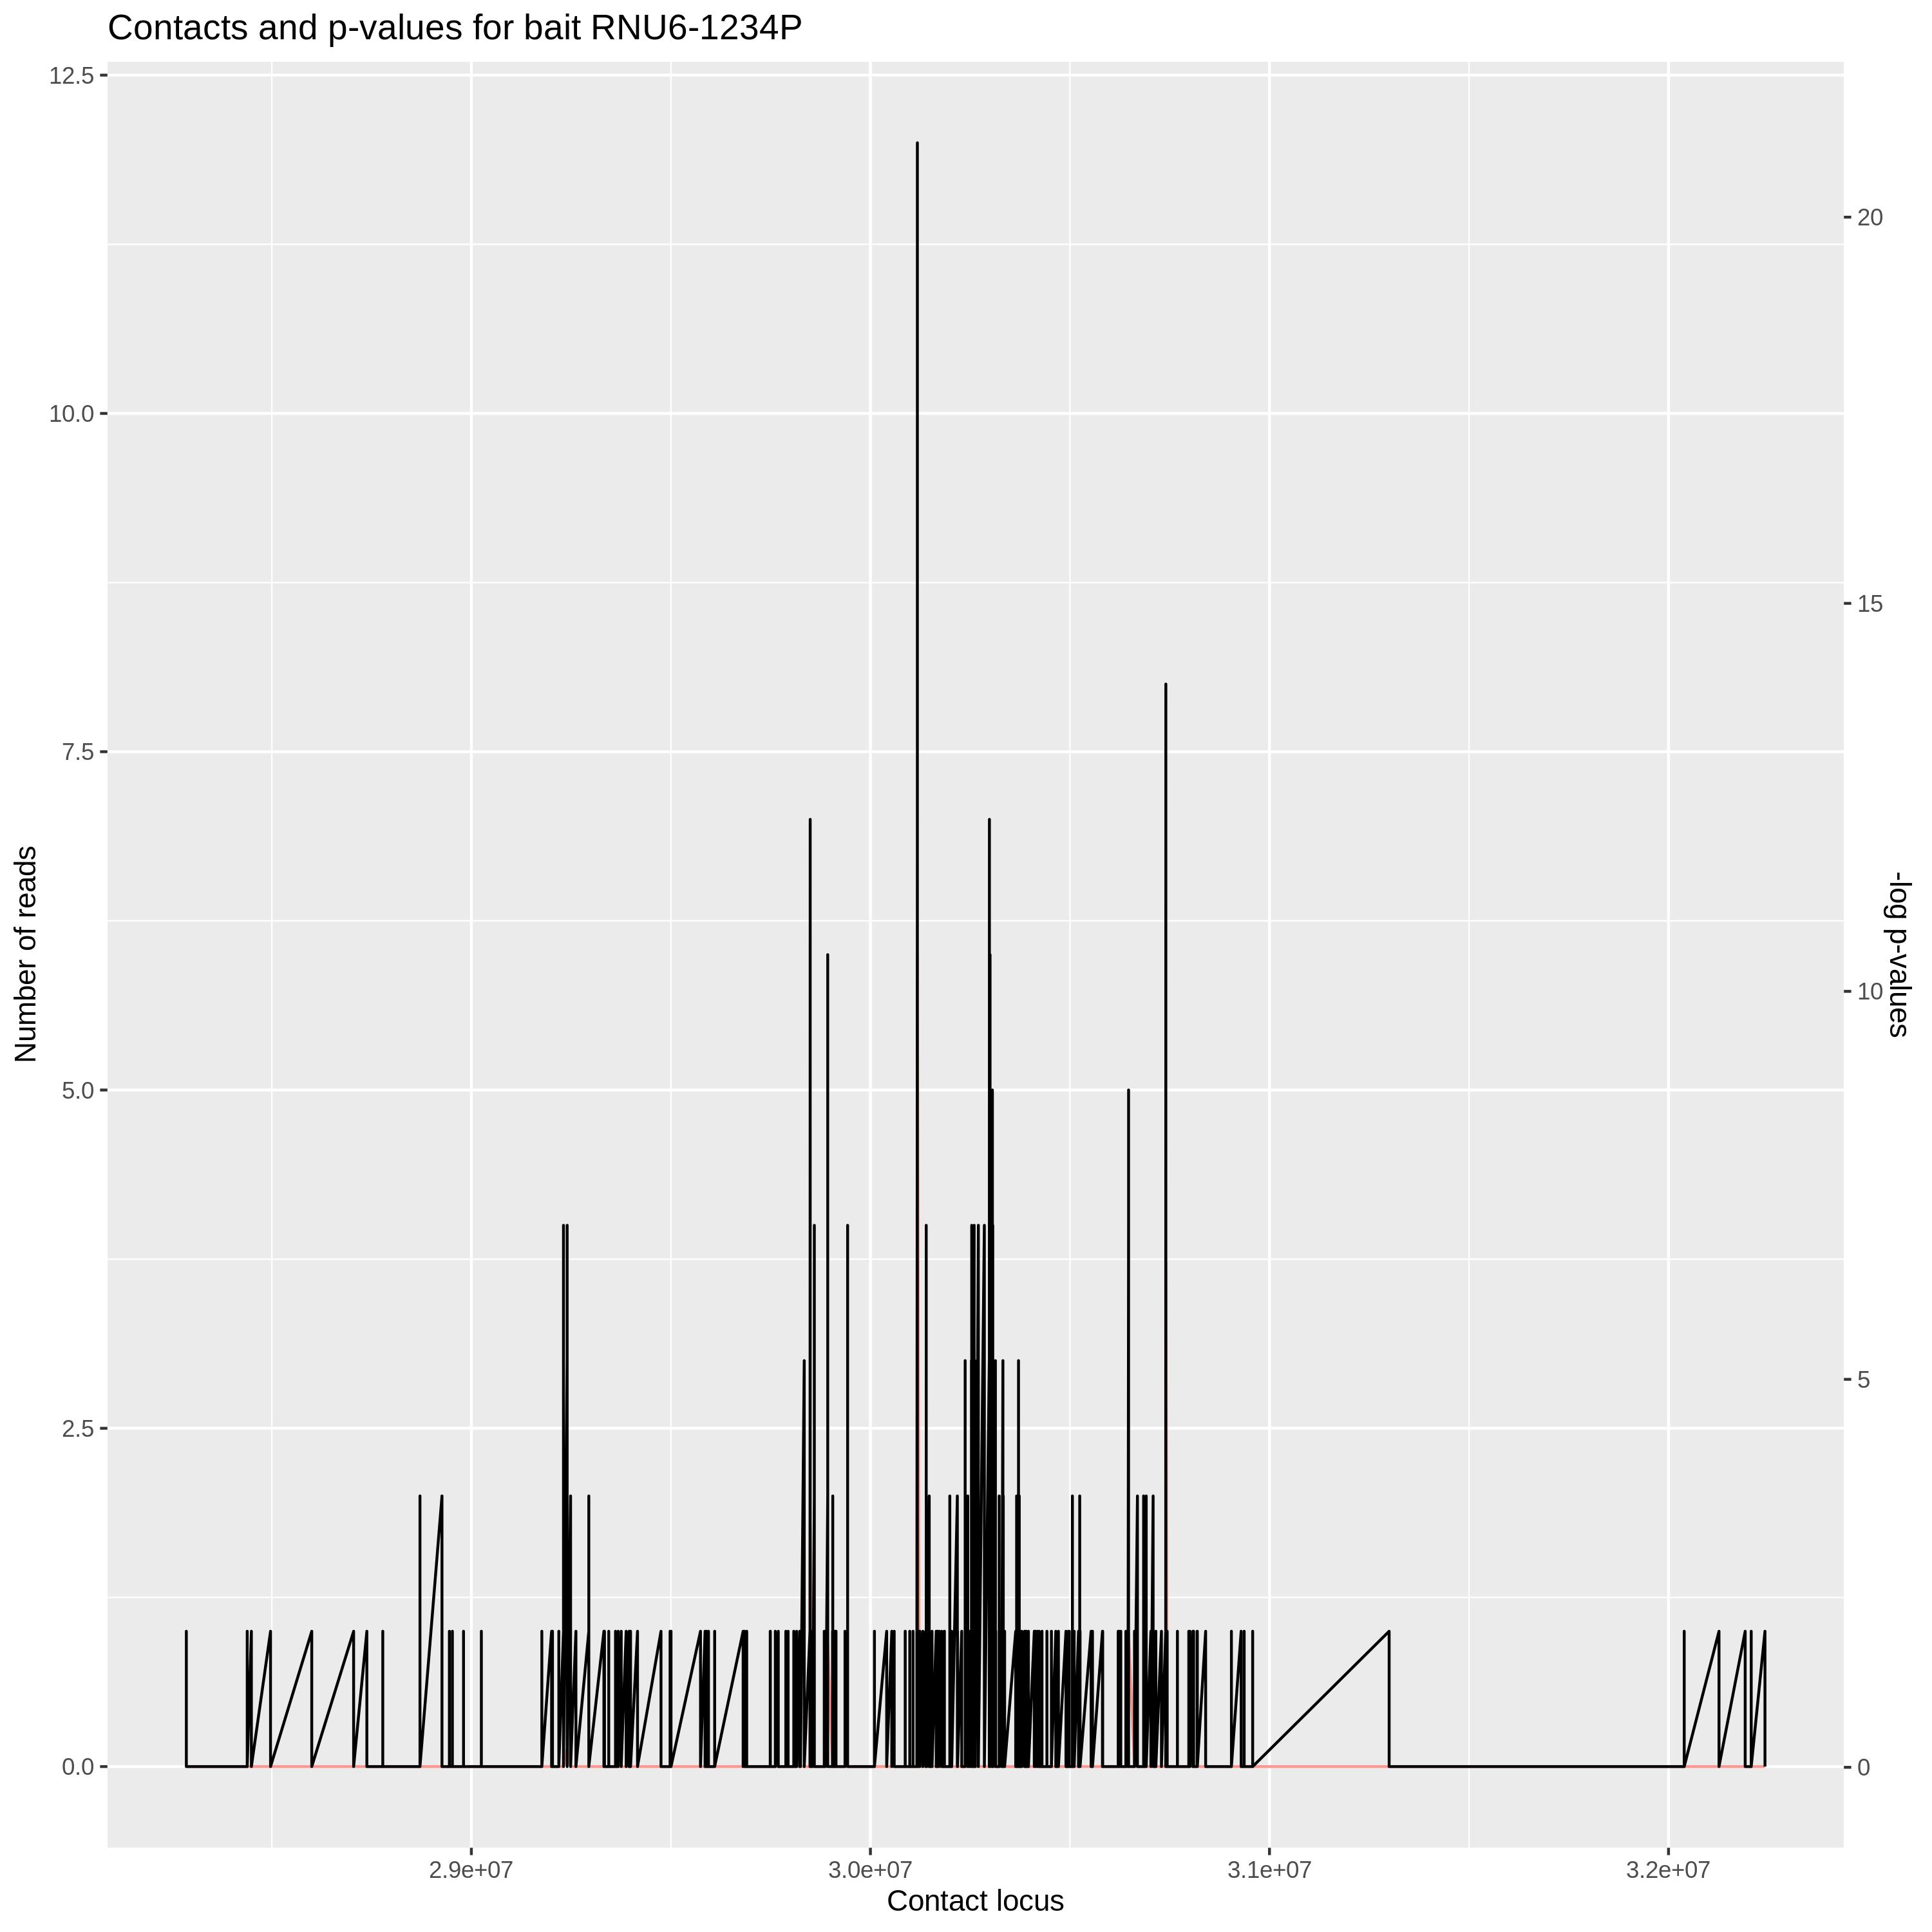 Contacts and p-values for bait RNU6-1234P
12.5
10.0
7.5
5.0
2.5
0.0
Number of reads
20
15
10
5
0
-log p-values
2.9e+07 3.0e+07 3.1e+07 3.2e+07
Contact locus